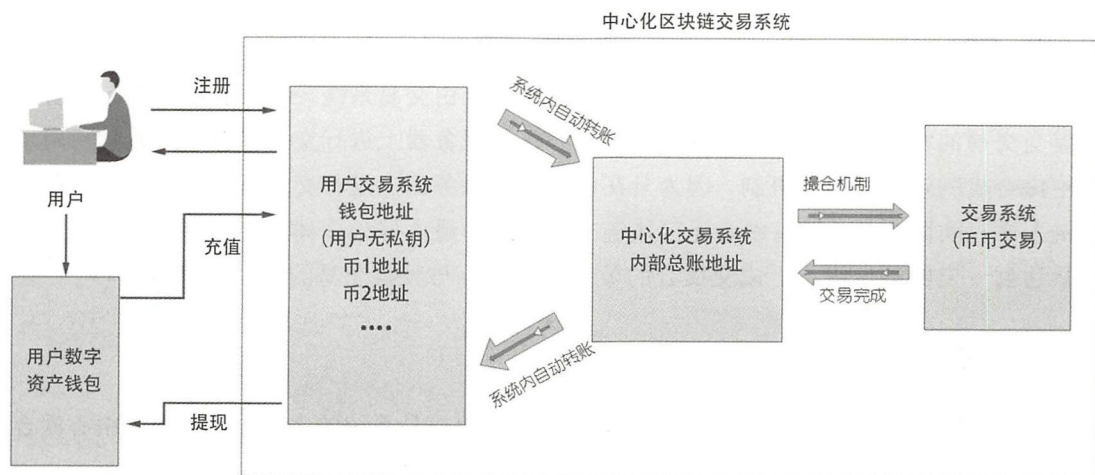 中心化区块链交易系统
注册
用户
充值
用户数字
资产钱包
提现
用户交易系统
钱包地址
（用户无私钥）
币1地址
币2地址
••••
系统内自动转账
系统内自动转账
中心化交易系统
内部总账地址
撮合机制
交易完成
交易系统
（币币交易）